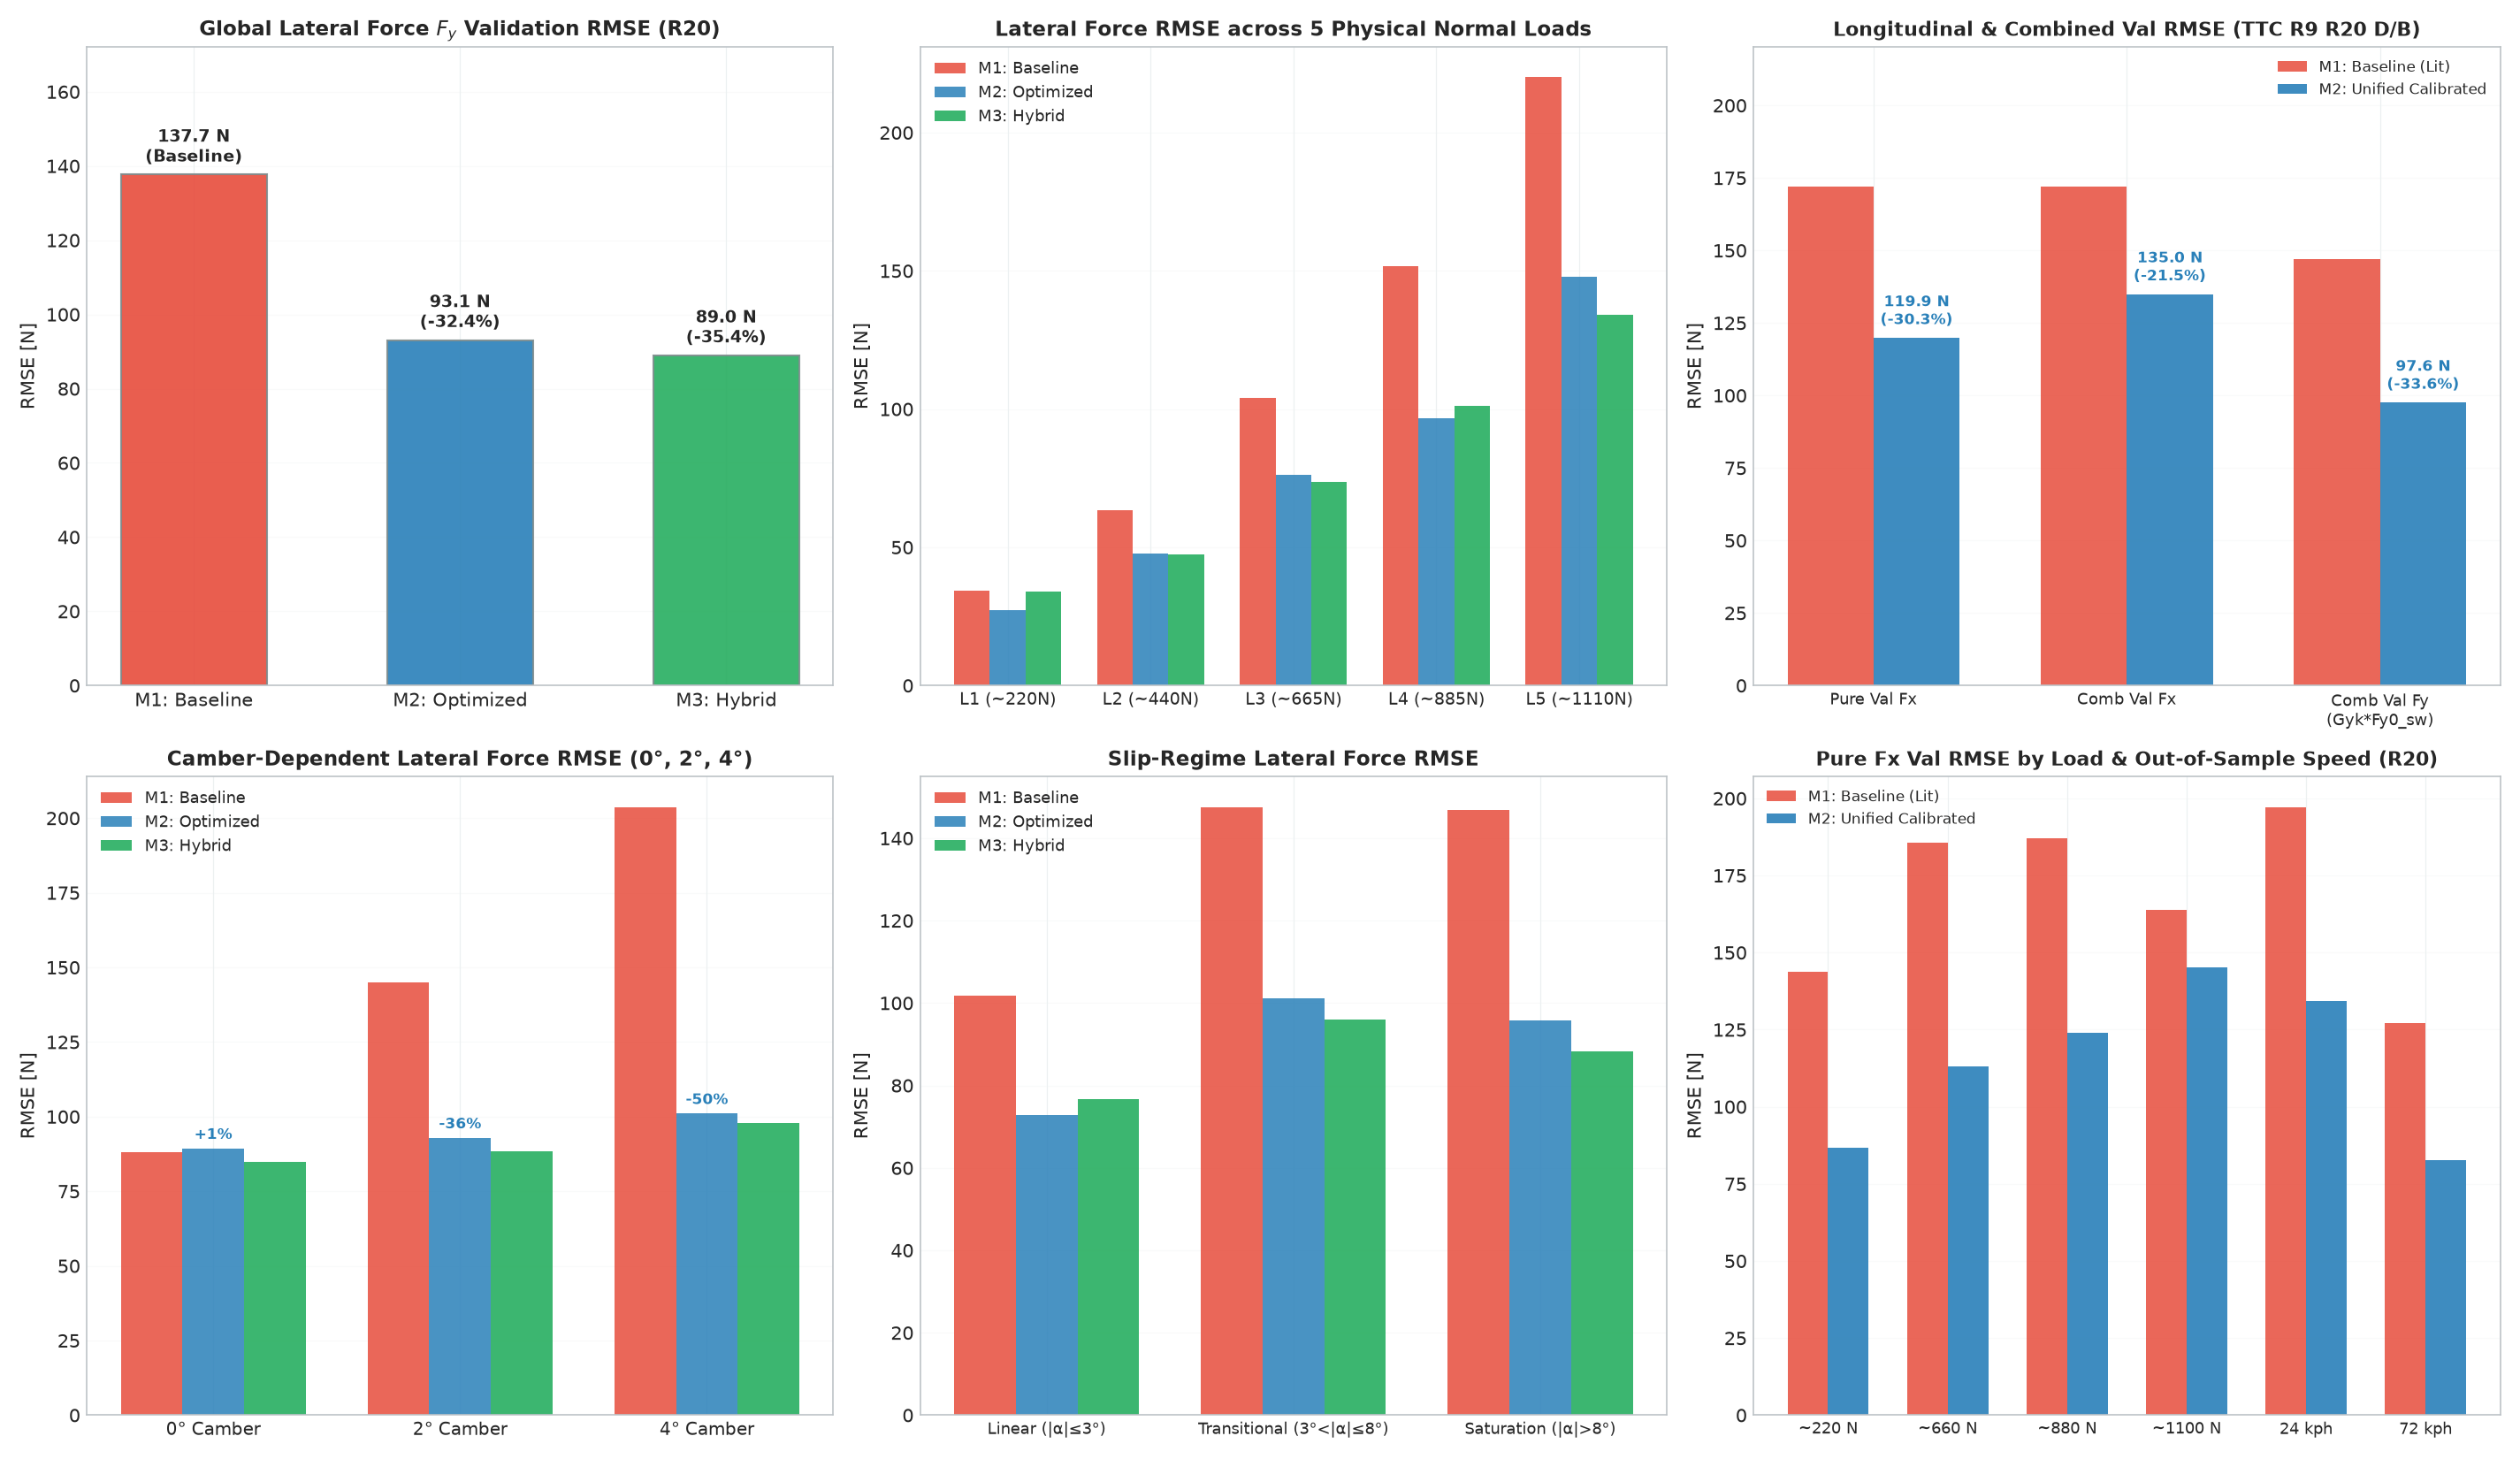 Global Lateral Force Fy Validation RMSE (R20)
RMSE [N]
160
140
120
100
80
60
40
20
0
137.7 N
(Baseline)
93.1 N
(-32.4%)
89.0 N
(-35.4%)
M1: Baseline
M2: Optimized
M3: Hybrid
Lateral Force RMSE across 5 Physical Normal Loads
M1: Baseline
M2: Optimized
M3: Hybrid
RMSE [N]
200
150
100
50
0
L1 (~220N)
L2 (~440N)
L3 (~665N)
L4 (~885N)
L5 (~1110N)
Longitudinal & Combined Val RMSE (TTC R9 R20 D/B)
M1: Baseline (Lit)
M2: Unified Calibrated
RMSE [N]
200
175
150
125
100
75
50
25
0
119.9 N
(-30.3%)
135.0 N
(-21.5%)
97.6 N
(-33.6%)
Pure Val Fx
Comb Val Fx
Comb Val Fy
(Gyk*Fy0_sw)
Camber-Dependent Lateral Force RMSE (0°, 2°, 4°)
M1: Baseline
M2: Optimized
M3: Hybrid
RMSE [N]
200
175
150
125
100
75
50
25
0
+1%
-36%
-50%
0° Camber
2° Camber
4° Camber
Slip-Regime Lateral Force RMSE
M1: Baseline
M2: Optimized
M3: Hybrid
RMSE [N]
140
120
100
80
60
40
20
0
Linear (|α|≤3°)
Transitional (3°<|α|≤8°)
Saturation (|α|>8°)
Pure Fx Val RMSE by Load & Out-of-Sample Speed (R20)
M1: Baseline (Lit)
M2: Unified Calibrated
RMSE [N]
200
175
150
125
100
75
50
25
0
~220 N
~660 N
~880 N
~1100 N
24 kph
72 kph